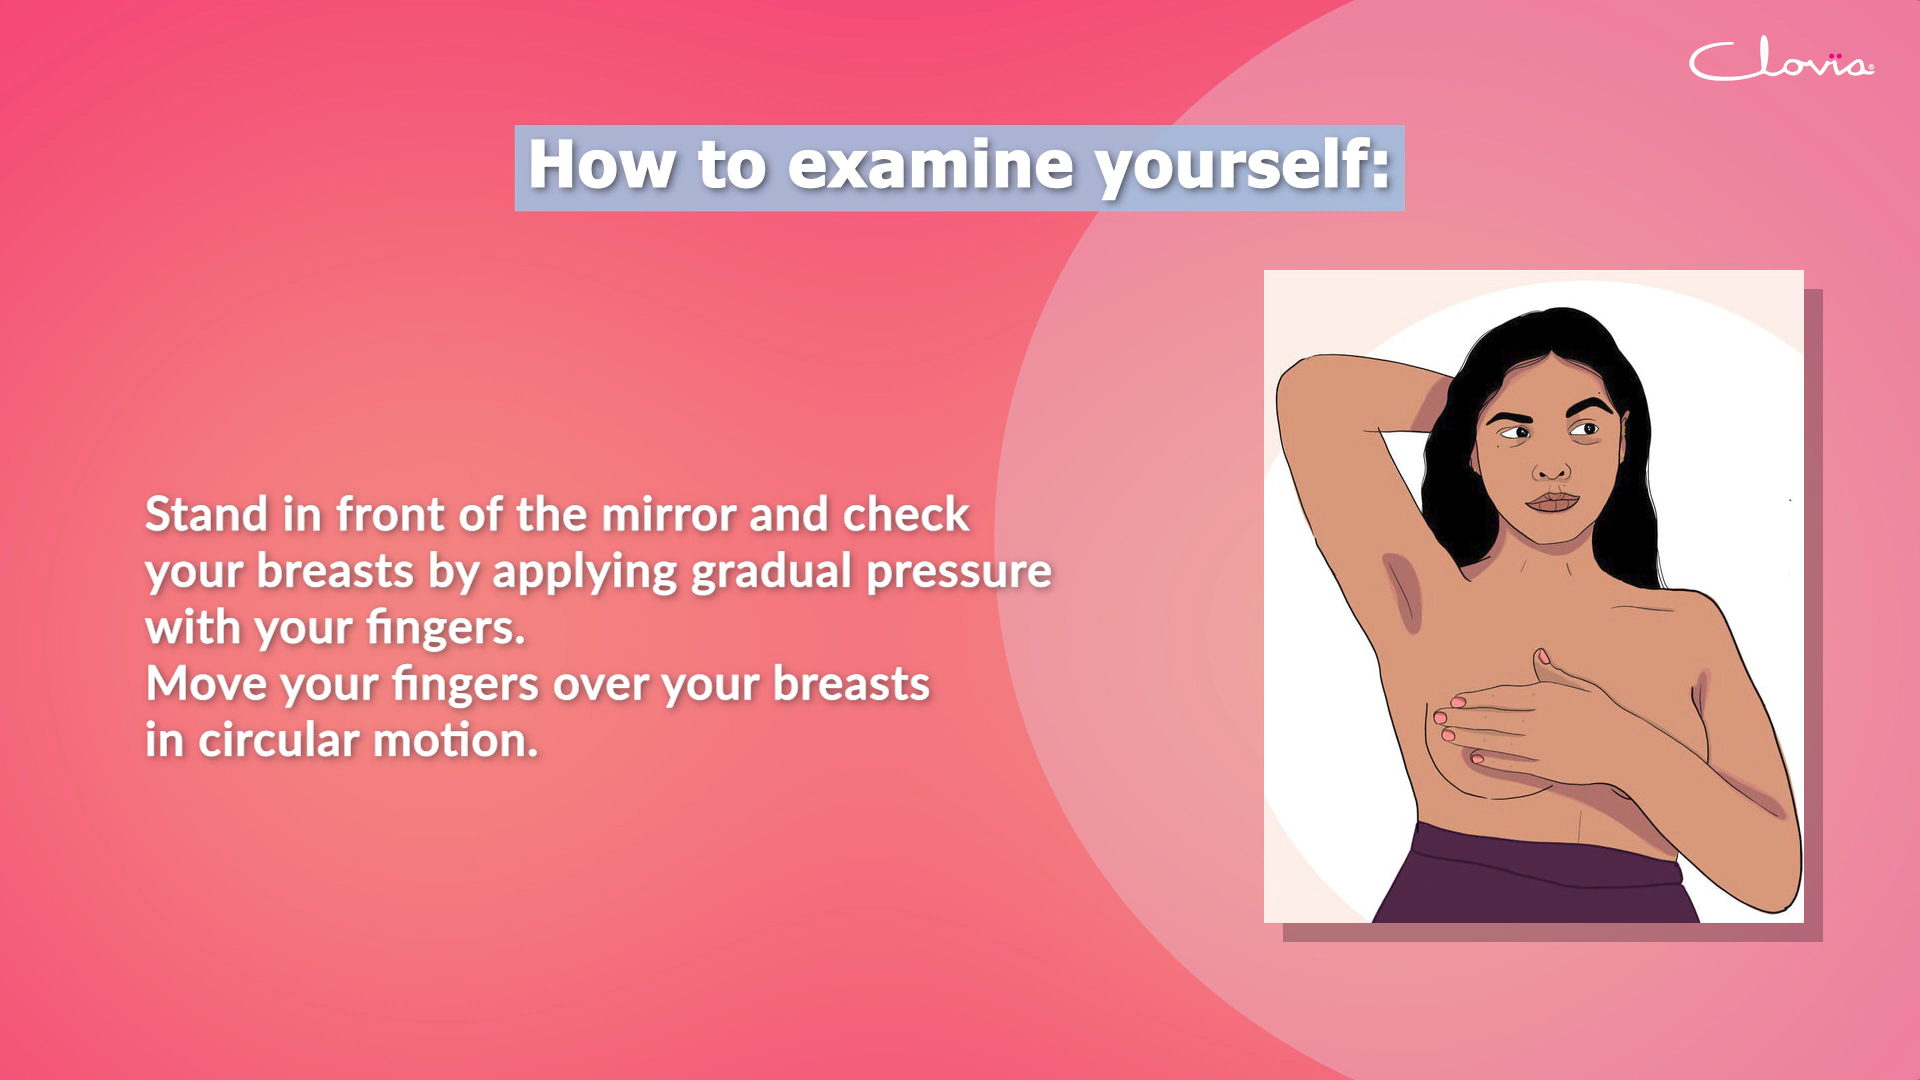 Clovia®
How to examine yourself:
Stand in front of the mirror and check
your breasts by applying gradual pressure
with your fingers.
Move your fingers over your breasts
in circular motion.